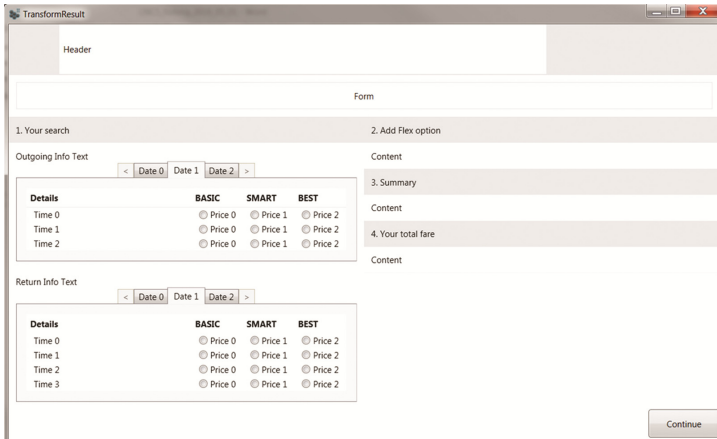 TransformResult
Header
Form
1. Your search
Outgoing Info Text
< Date 0 Date 1 Date 2 >
Details BASIC SMART BEST
Time 0 Price 0 Price 1 Price 2
Time 1 Price 0 Price 1 Price 2
Time 2 Price 0 Price 1 Price 2
Return Info Text
< Date 0 Date 1 Date 2 >
Details BASIC SMART BEST
Time 0 Price 0 Price 1 Price 2
Time 1 Price 0 Price 1 Price 2
Time 2 Price 0 Price 1 Price 2
Time 3 Price 0 Price 1 Price 2
2. Add Flex option
Content
3. Summary
Content
4. Your total fare
Content
Continue